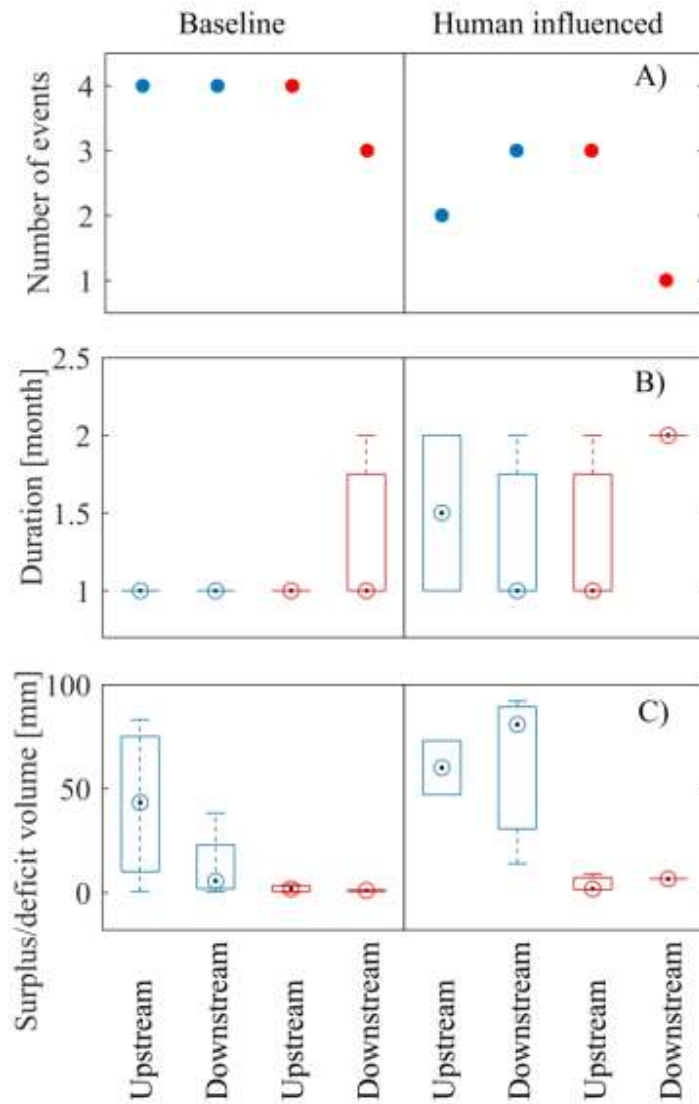 Baseline Human influenced
A)
Number of events
4
3
2
1
B)
Duration [month]
2.5
2
1.5
1
C)
Surplus/deficit volume [mm]
100
50
0
Upstream
Downstream
Upstream
Downstream
Upstream
Downstream
Upstream
Downstream